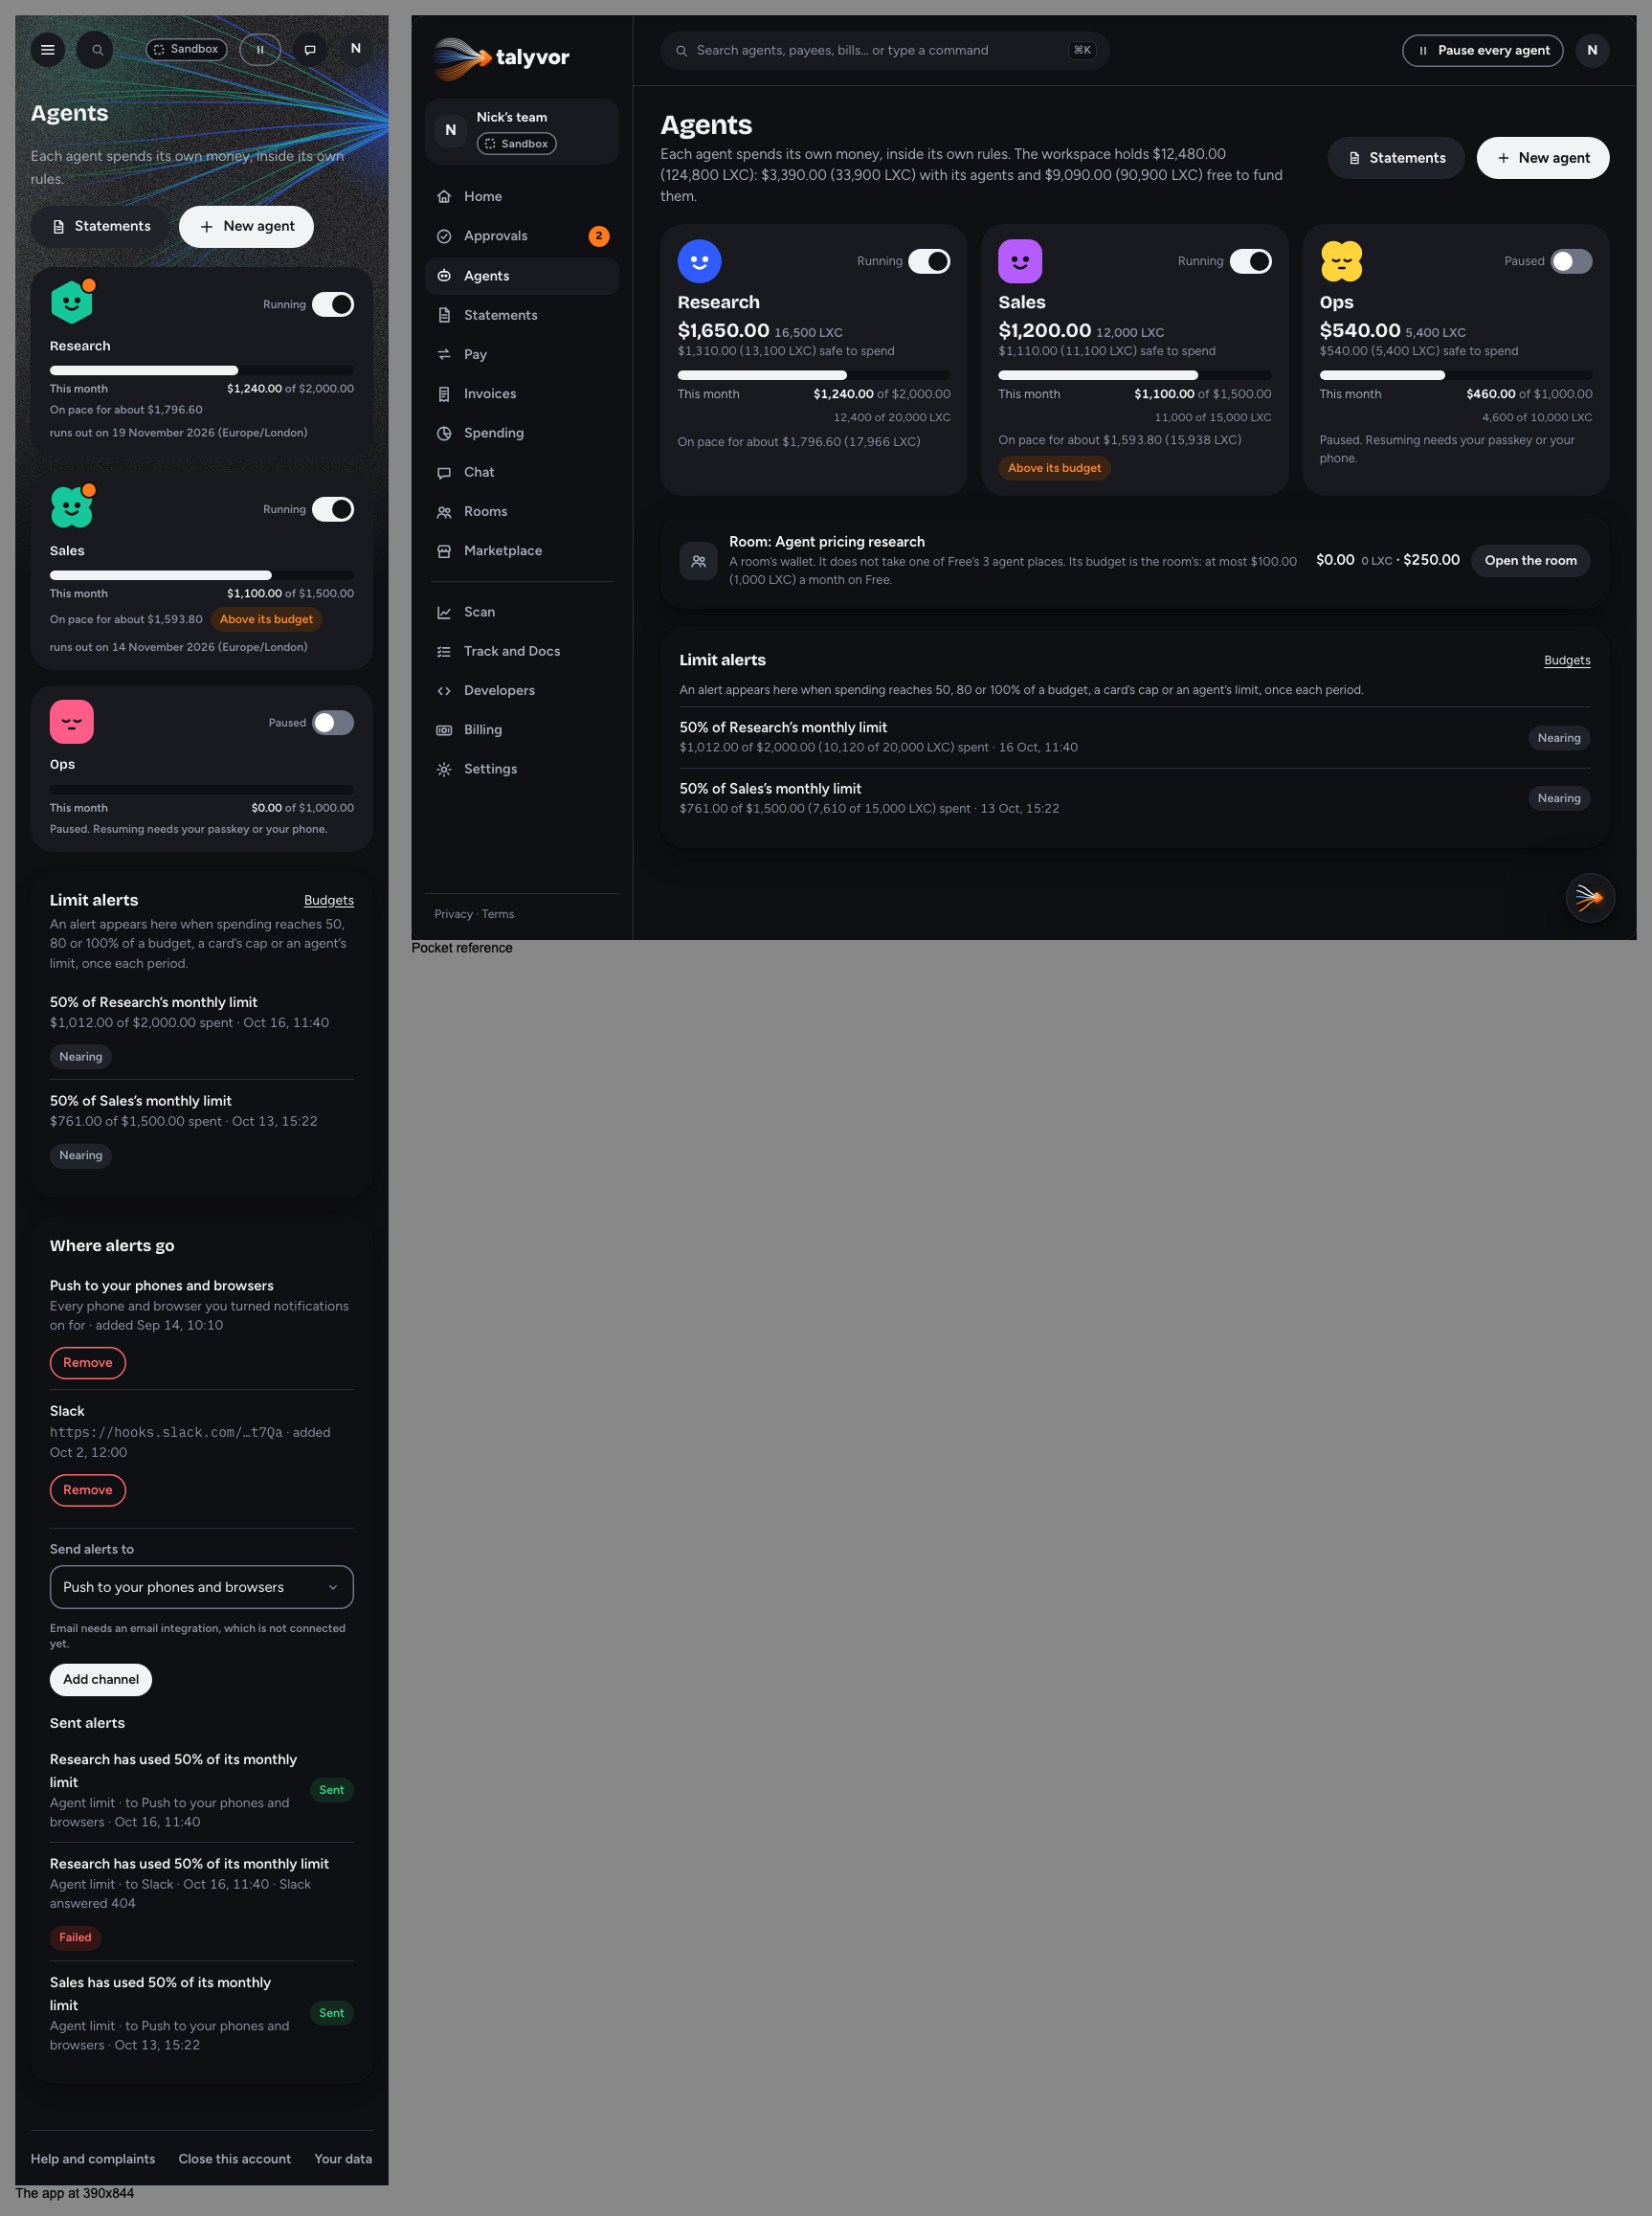 Sandbox
N
Agents
Each agent spends its own money, inside its own
rules.
Statements
New agent
Running
Research
This month
$1,240.00 of $2,000.00
On pace for about $1,796.60
runs out on 19 November 2026 (Europe/London)
Running
Sales
This month
$1,100.00 of $1,500.00
On pace for about $1,593.80
Above its budget
runs out on 14 November 2026 (Europe/London)
Paused
Ops
This month
$0.00 of $1,000.00
Paused. Resuming needs your passkey or your phone.
Limit alerts
Budgets
An alert appears here when spending reaches 50,
80 or 100% of a budget, a card’s cap or an agent’s
limit, once each period.
50% of Research’s monthly limit
$1,012.00 of $2,000.00 spent · Oct 16, 11:40
Nearing
50% of Sales’s monthly limit
$761.00 of $1,500.00 spent · Oct 13, 15:22
Nearing
Where alerts go
Push to your phones and browsers
Every phone and browser you turned notifications
on for · added Sep 14, 10:10
Remove
Slack
https://hooks.slack.com/…t7Qa · added
Oct 2, 12:00
Remove
Send alerts to
Push to your phones and browsers
Email needs an email integration, which is not connected
yet.
Add channel
Sent alerts
Research has used 50% of its monthly
limit
Agent limit · to Push to your phones and
browsers · Oct 16, 11:40
Sent
Research has used 50% of its monthly limit
Agent limit · to Slack · Oct 16, 11:40 · Slack
answered 404
Failed
Sales has used 50% of its monthly
limit
Agent limit · to Push to your phones and
browsers · Oct 13, 15:22
Sent
Help and complaints
Close this account
Your data
The app at 390x844
talyvor
N
Nick’s team
Sandbox
Home
Approvals
2
Agents
Statements
Pay
Invoices
Spending
Chat
Rooms
Marketplace
Scan
Track and Docs
Developers
Billing
Settings
Privacy · Terms
Search agents, payees, bills… or type a command
⌘K
Pause every agent
N
Agents
Each agent spends its own money, inside its own rules. The workspace holds $12,480.00
(124,800 LXC): $3,390.00 (33,900 LXC) with its agents and $9,090.00 (90,900 LXC) free to fund
them.
Statements
New agent
Running
Research
$1,650.00 16,500 LXC
$1,310.00 (13,100 LXC) safe to spend
This month
$1,240.00 of $2,000.00
12,400 of 20,000 LXC
On pace for about $1,796.60 (17,966 LXC)
Running
Sales
$1,200.00 12,000 LXC
$1,110.00 (11,100 LXC) safe to spend
This month
$1,100.00 of $1,500.00
11,000 of 15,000 LXC
On pace for about $1,593.80 (15,938 LXC)
Above its budget
Paused
Ops
$540.00 5,400 LXC
$540.00 (5,400 LXC) safe to spend
This month
$460.00 of $1,000.00
4,600 of 10,000 LXC
Paused. Resuming needs your passkey or your
phone.
Room: Agent pricing research
A room’s wallet. It does not take one of Free’s 3 agent places. Its budget is the room’s: at most $100.00
(1,000 LXC) a month on Free.
$0.00 0 LXC · $250.00
Open the room
Limit alerts
Budgets
An alert appears here when spending reaches 50, 80 or 100% of a budget, a card’s cap or an agent’s limit, once each period.
50% of Research’s monthly limit
$1,012.00 of $2,000.00 (10,120 of 20,000 LXC) spent · 16 Oct, 11:40
Nearing
50% of Sales’s monthly limit
$761.00 of $1,500.00 (7,610 of 15,000 LXC) spent · 13 Oct, 15:22
Nearing
Pocket reference